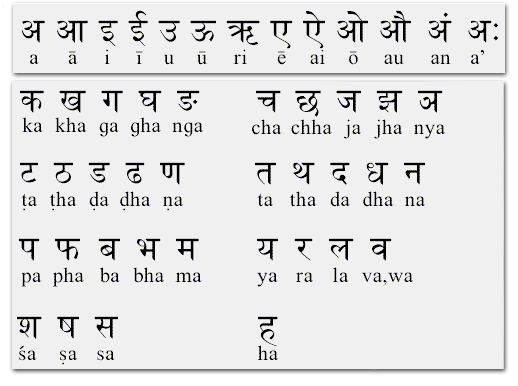 अ आ इ ई उ ऊ ऋ ए ऐ ओ औ अं अः
a ā i ī u ū ri ē ai ō au an a’
क ख ग घ ङ च छ ज झ ञ
ka kha ga gha nga cha chha ja jha nya
ट ठ ड ढ ण त थ द ध न
ṭa ṭha ḍa ḍha ṇa ta tha da dha na
प फ ब भ म य र ल व
pa pha ba bha ma ya ra la va,wa
श ष स ह
śa ṣa sa ha